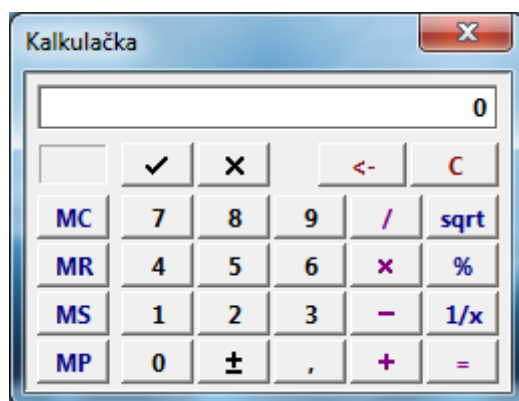 Kalkulačka
0
<- C
MC 7 8 9 / sqrt
MR 4 5 6 × %
MS 1 2 3 − 1/x
MP 0 ± , + =